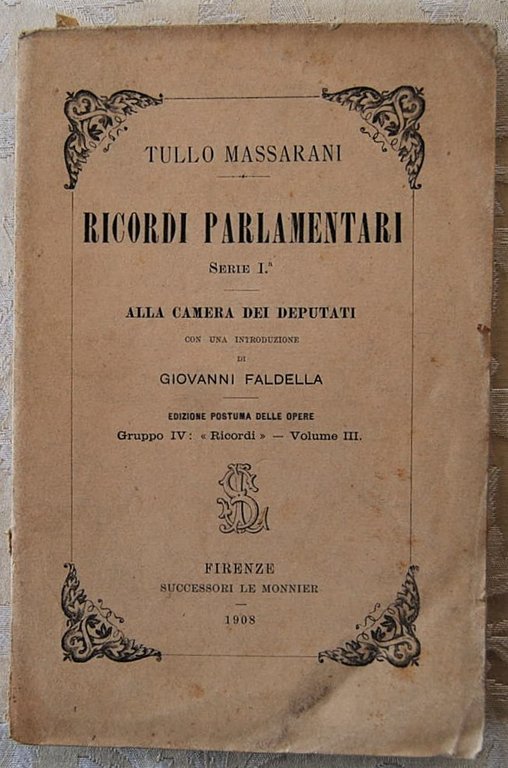 TULLO MASSARANI
RICORDI PARLAMENTARI
SERIE I.ª
ALLA CAMERA DEI DEPUTATI
CON UNA INTRODUZIONE
DI
GIOVANNI FALDELLA
EDIZIONE POSTUMA DELLE OPERE
Gruppo IV: « Ricordi » — Volume III.
FIRENZE
SUCCESSORI LE MONNIER
1908